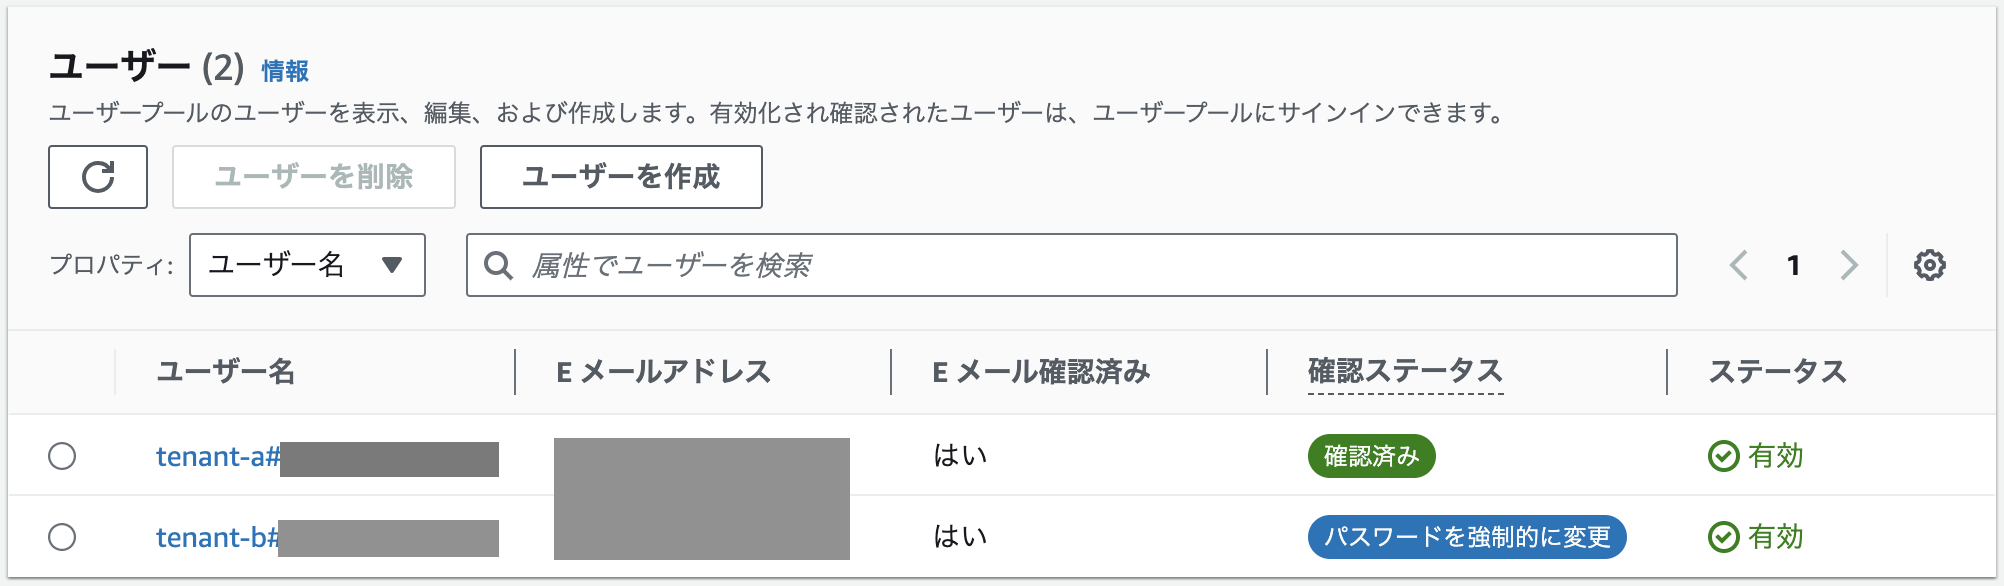 ユーザー (2) 情報
ユーザープールのユーザーを表示、編集、および作成します。有効化され確認されたユーザーは、ユーザープールにサインインできます。
ユーザーを削除 ユーザーを作成
プロパティ: ユーザー名 属性でユーザーを検索 1
ユーザー名 E メールアドレス E メール確認済み 確認ステータス ステータス
tenant-a# はい 確認済み 有効
tenant-b# はい パスワードを強制的に変更 有効